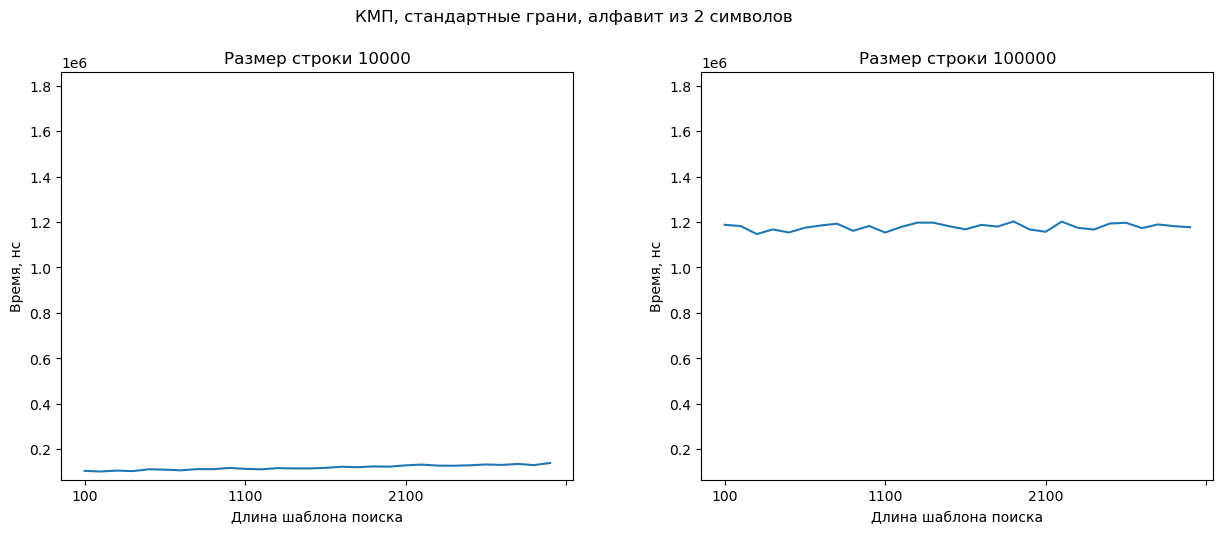 КМП, стандартные грани, алфавит из 2 символов
Размер строки 10000
1e6
1.8
1.6
1.4
1.2
1.0
0.8
0.6
0.4
0.2
Время, нс
100 1100 2100
Длина шаблона поиска
Размер строки 100000
1e6
1.8
1.6
1.4
1.2
1.0
0.8
0.6
0.4
0.2
Время, нс
100 1100 2100
Длина шаблона поиска